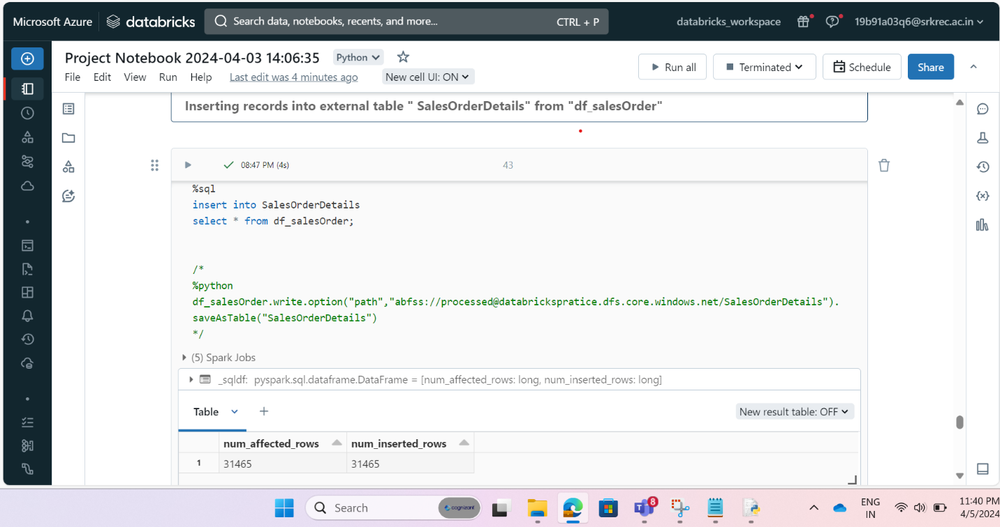 Microsoft Azure databricks Search data, notebooks, recents, and more... CTRL + P databricks_workspace 19b91a03q6@srkrec.ac.in
Project Notebook 2024-04-03 14:06:35 Python
File Edit View Run Help Last edit was 4 minutes ago New cell UI: ON
Run all Terminated Schedule Share
Inserting records into external table " SalesOrderDetails" from "df_salesOrder"
08:47 PM (4s) 43
%sql
insert into SalesOrderDetails
select * from df_salesOrder;
/*
%python
df_salesOrder.write.option("path","abfss://processed@databrickspratice.dfs.core.windows.net/SalesOrderDetails").
saveAsTable("SalesOrderDetails")
*/
(5) Spark Jobs
_sqldf: pyspark.sql.dataframe.DataFrame = [num_affected_rows: long, num_inserted_rows: long]
Table + New result table: OFF
num_affected_rows num_inserted_rows
1 31465 31465
Search cognizant 8 ENG
IN
11:40 PM
4/5/2024